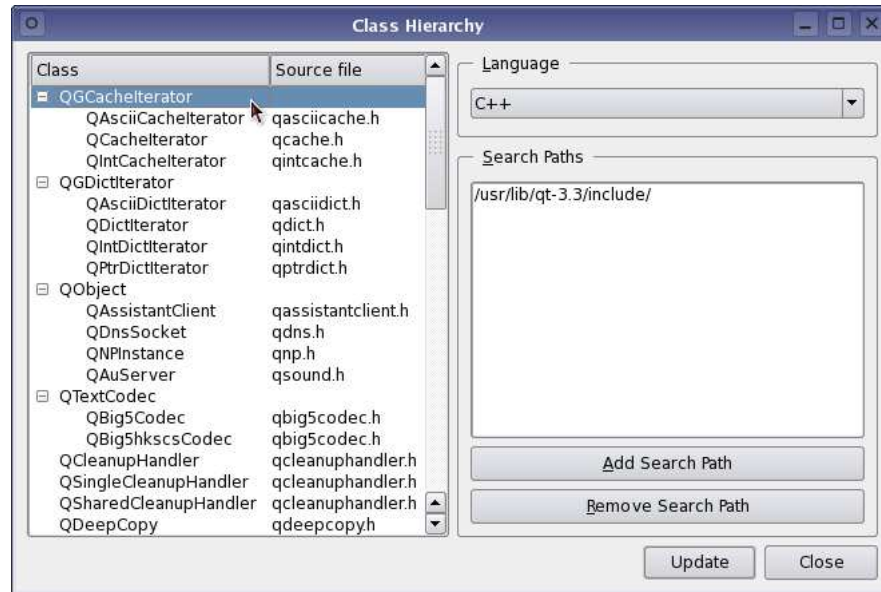 Class Hierarchy
Class Source file
QGCacheIterator
QAsciiCacheIterator qasciicache.h
QCacheIterator qcache.h
QIntCacheIterator qintcache.h
QGDictIterator
QAsciiDictIterator qasciidict.h
QDictIterator qdict.h
QIntDictIterator qintdict.h
QPtrDictIterator qptrdict.h
QObject
QAssistantClient qassistantclient.h
QDnsSocket qdns.h
QNPInstance qnp.h
QAuServer qsound.h
QTextCodec
QBig5Codec qbig5codec.h
QBig5hkscsCodec qbig5codec.h
QCleanupHandler qcleanuphandler.h
QSingleCleanupHandler qcleanuphandler.h
QSharedCleanupHandler qcleanuphandler.h
QDeepCopy qdeepcopy.h
Language
C++
Search Paths
/usr/lib/qt-3.3/include/
Add Search Path
Remove Search Path
Update
Close